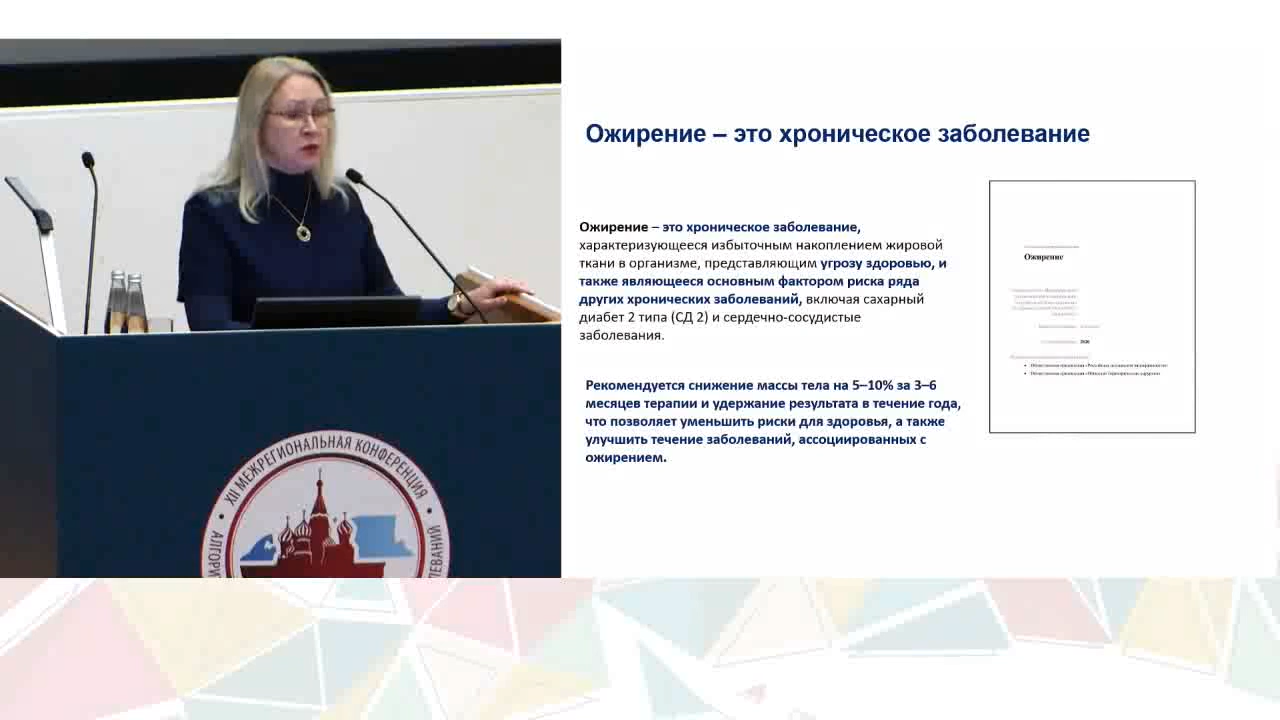 Ожирение – это хроническое заболевание
Ожирение – это хроническое заболевание,
характеризующееся избыточным накоплением жировой
ткани в организме, представляющим угрозу здоровью, и
также являющееся основным фактором риска ряда
других хронических заболеваний, включая сахарный
диабет 2 типа (СД 2) и сердечно-сосудистые
заболевания.
Рекомендуется снижение массы тела на 5–10% за 3–6
месяцев терапии и удержание результата в течение года,
что позволяет уменьшить риски для здоровья, а также
улучшить течение заболеваний, ассоциированных с
ожирением.
Ожирение
2020
XII МЕЖРЕГИОНАЛЬНАЯ КОНФЕРЕНЦИЯ